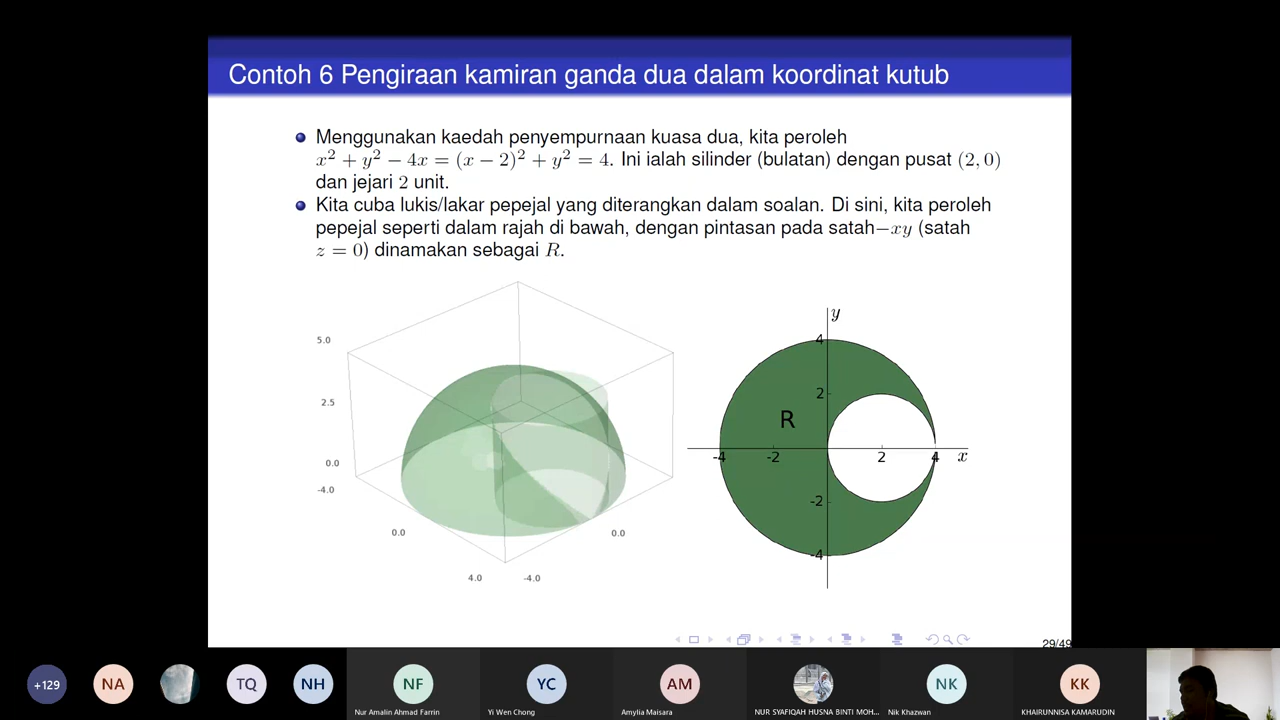 Contoh 6 Pengiraan kamiran ganda dua dalam koordinat kutub
Menggunakan kaedah penyempurnaan kuasa dua, kita peroleh
x² + y² − 4x = (x − 2)² + y² = 4. Ini ialah silinder (bulatan) dengan pusat (2, 0)
dan jejari 2 unit.
Kita cuba lukis/lakar pepejal yang diterangkan dalam soalan. Di sini, kita peroleh
pepejal seperti dalam rajah di bawah, dengan pintasan pada satah−xy (satah
z = 0) dinamakan sebagai R.
5.0
2.5
0.0
-4.0
0.0
4.0
-4.0
0.0
y
4
2
R
-4
-2
2
4
x
-2
-4
29/49
+129
NA
TQ
NH
NF
YC
AM
NK
KK
Nur Amalin Ahmad Farrin
Yi Wen Chong
Amylia Maisara
NUR SYAFIQAH HUSNA BINTI MOH...
Nik Khazwan
KHAIRUNNISA KAMARUDIN